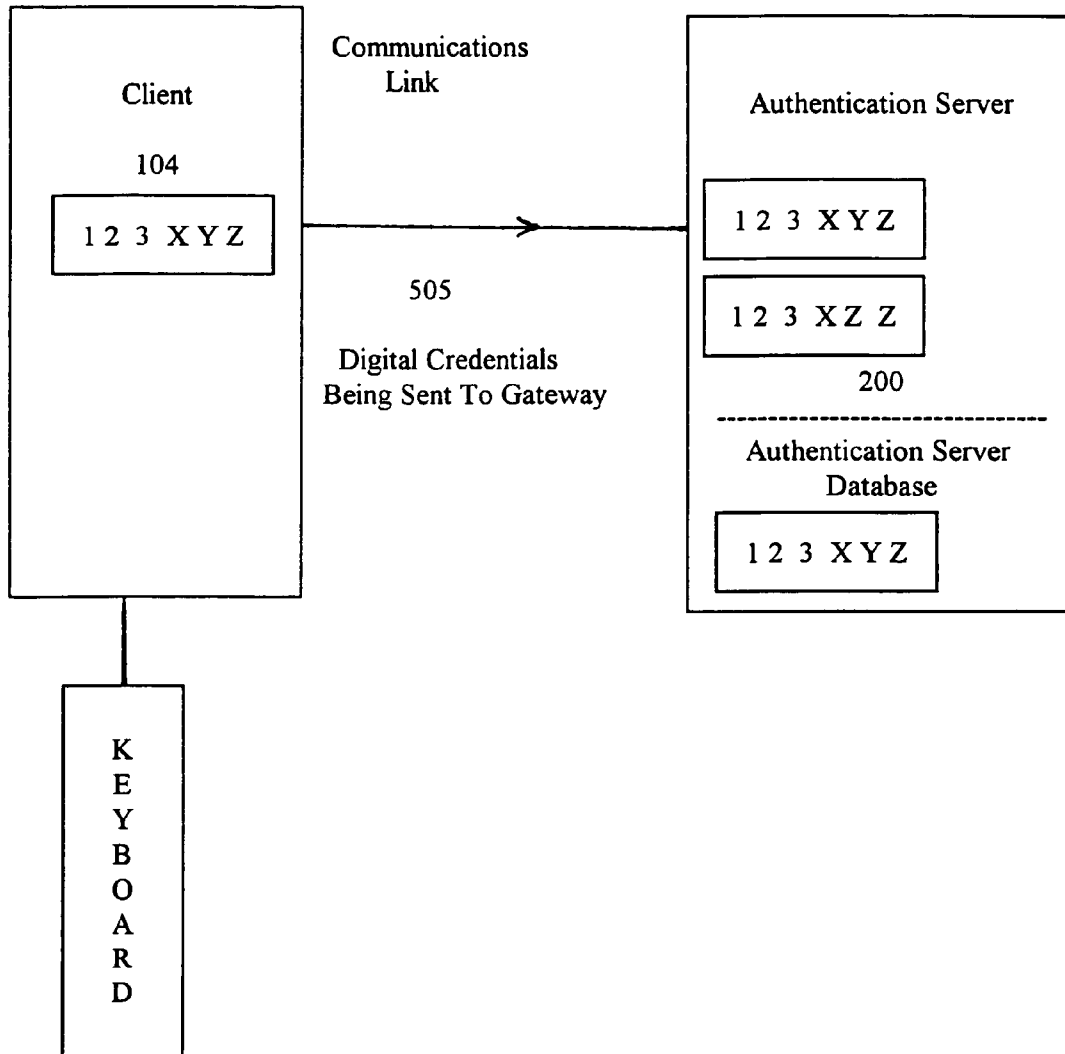 Client
104
1 2 3 X Y Z
Communications
Link
505
Digital Credentials
Being Sent To Gateway
Authentication Server
1 2 3 X Y Z
1 2 3 X Z Z
200
Authentication Server
Database
1 2 3 X Y Z
K
E
Y
B
O
A
R
D